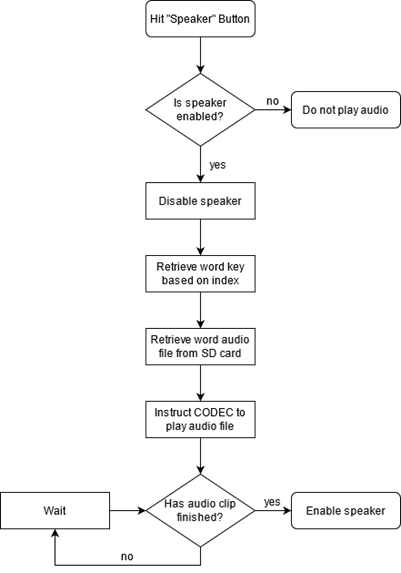 Hit "Speaker" Button
Is speaker
enabled?
no
Do not play audio
yes
Disable speaker
Retrieve word key
based on index
Retrieve word audio
file from SD card
Instruct CODEC to
play audio file
Has audio clip
finished?
yes
Enable speaker
Wait
no